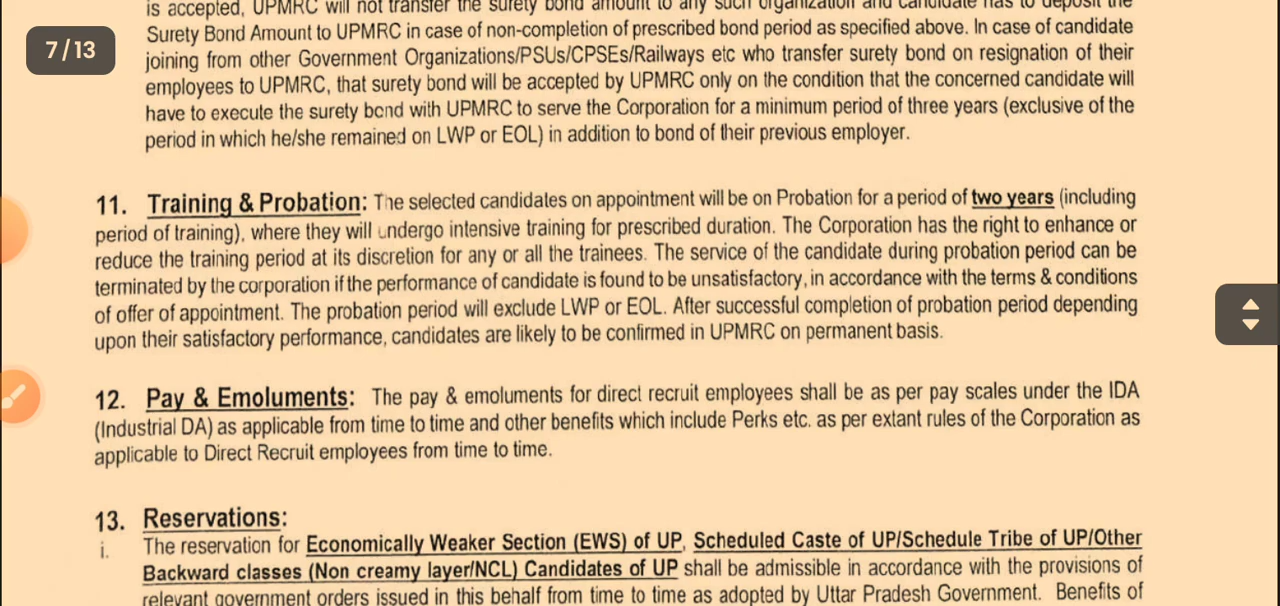 is accepted, UPMRC will not transfer the surety bond amount to any such organization and candidate has to deposit the
7/13
Surety Bond Amount to UPMRC in case of non-completion of prescribed bond period as specified above. In case of candidate
joining from other Government Organizations/PSUs/CPSEs/Railways etc who transfer surety bond on resignation of their
employees to UPMRC, that surety bond will be accepted by UPMRC only on the condition that the concerned candidate will
have to execute the surety bond with UPMRC to serve the Corporation for a minimum period of three years (exclusive of the
period in which he/she remained on LWP or EOL) in addition to bond of their previous employer.
11. Training & Probation: The selected candidates on appointment will be on Probation for a period of two years (including
period of training), where they will undergo intensive training for prescribed duration. The Corporation has the right to enhance or
reduce the training period at its discretion for any or all the trainees. The service of the candidate during probation period can be
terminated by the corporation if the performance of candidate is found to be unsatisfactory, in accordance with the terms & conditions
of offer of appointment. The probation period will exclude LWP or EOL. After successful completion of probation period depending
upon their satisfactory performance, candidates are likely to be confirmed in UPMRC on permanent basis.
12. Pay & Emoluments: The pay & emoluments for direct recruit employees shall be as per pay scales under the IDA
(Industrial DA) as applicable from time to time and other benefits which include Perks etc. as per extant rules of the Corporation as
applicable to Direct Recruit employees from time to time.
13. Reservations:
i. The reservation for Economically Weaker Section (EWS) of UP, Scheduled Caste of UP/Schedule Tribe of UP/Other
Backward classes (Non creamy layer/NCL) Candidates of UP shall be admissible in accordance with the provisions of
relevant government orders issued in this behalf from time to time as adopted by Uttar Pradesh Government. Benefits of